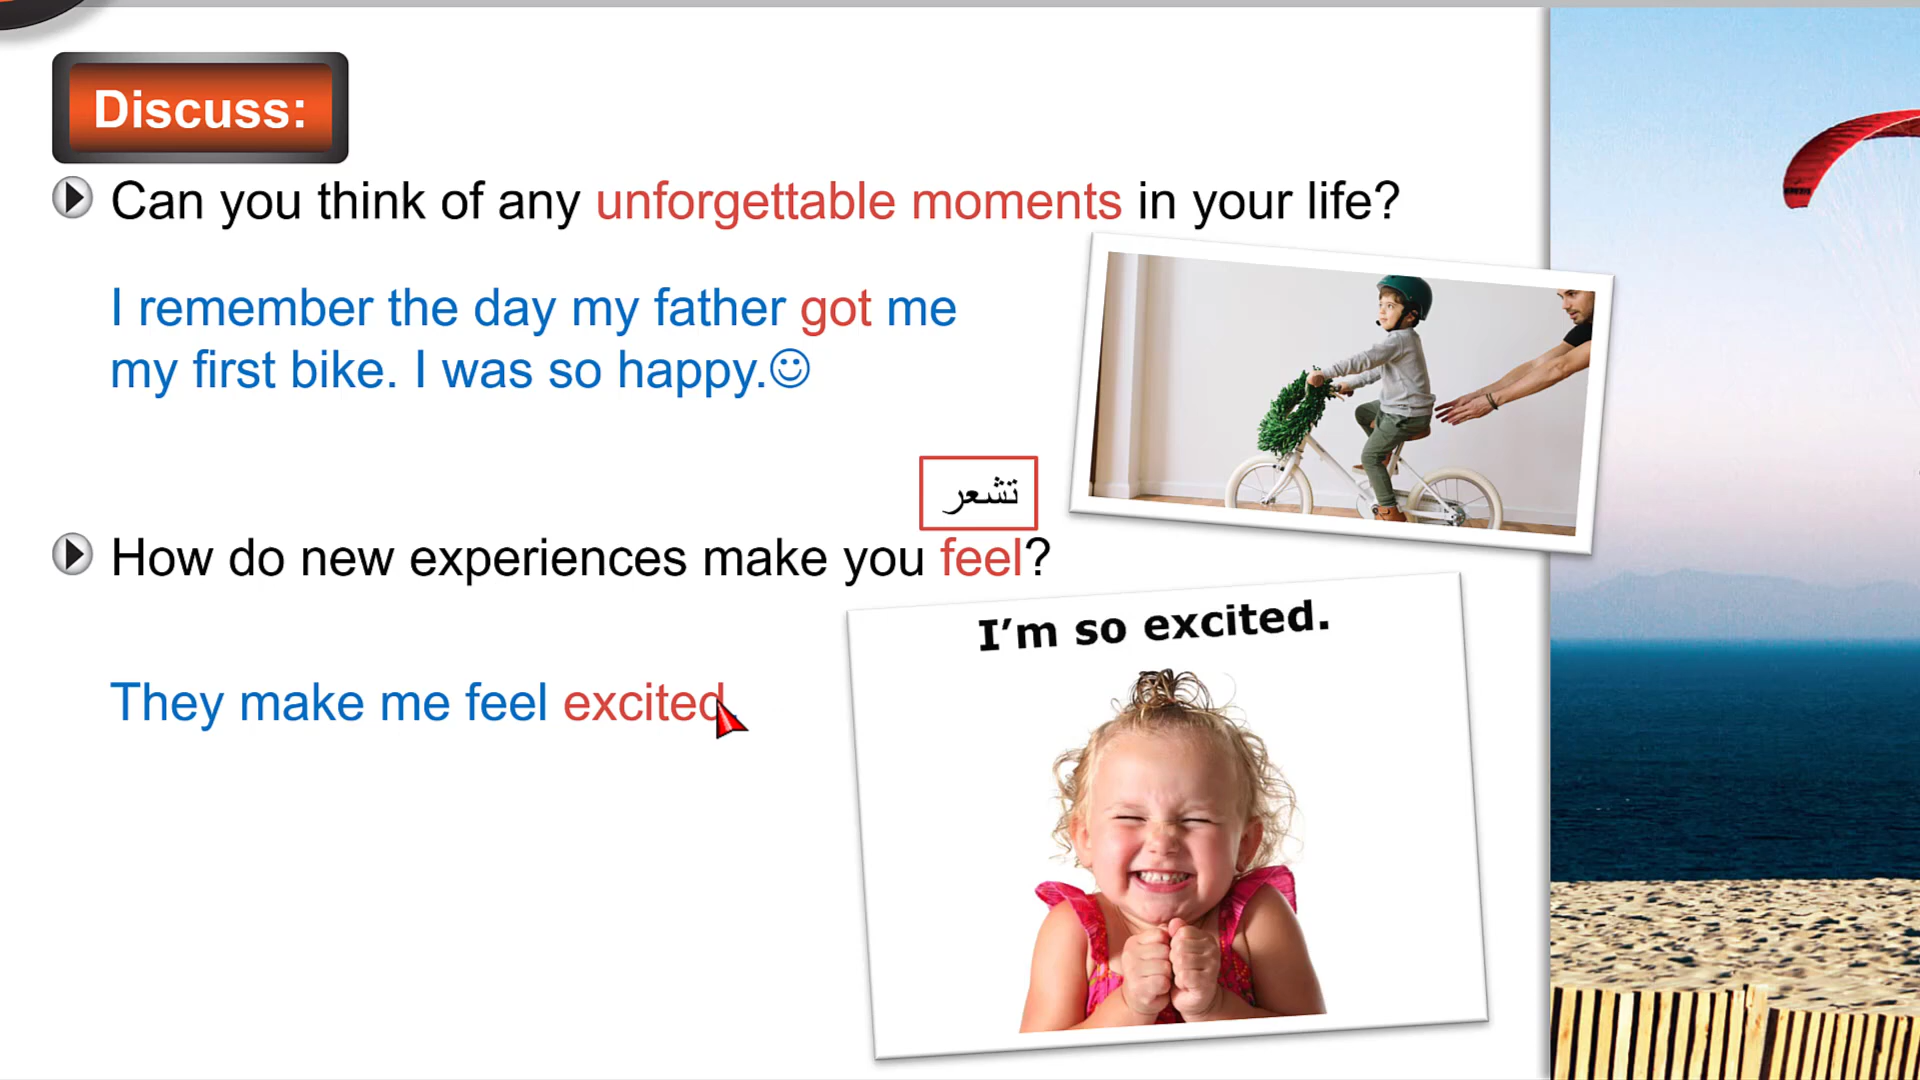 Discuss:
Can you think of any unforgettable moments in your life?
I remember the day my father got me
my first bike. I was so happy.☺
تشعر
How do new experiences make you feel?
I'm so excited.
They make me feel excited